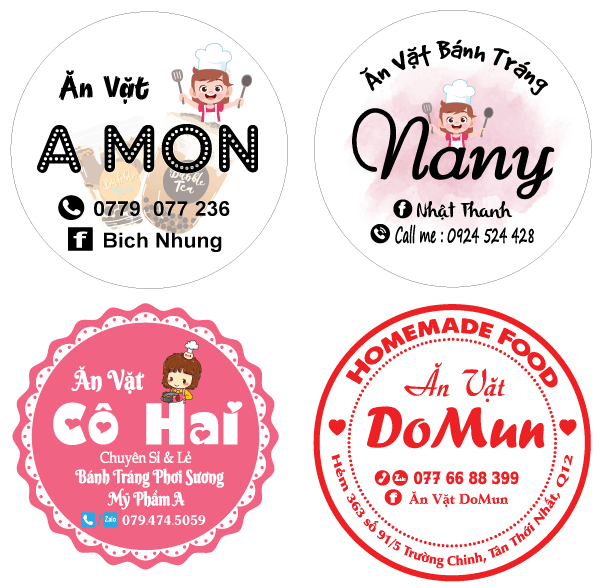 Ăn Vặt
A MON
0779 077 236
Bich Nhung
Ăn Vặt Bánh Tráng
Nany
Nhật Thanh
Call me : 0924 524 428
Ăn Vặt
Cô Hai
Chuyên Sỉ & Lẻ
Bánh Tráng Phơi Sương
Mỹ Phẩm A
Zalo 079.474.5059
HOMEMADE FOOD
Ăn Vặt
DoMun
Zalo 077 66 88 399
Ăn Vặt DoMun
Hẻm 363 số 91/5 Trường Chinh, Tân Thới Nhất, Q12